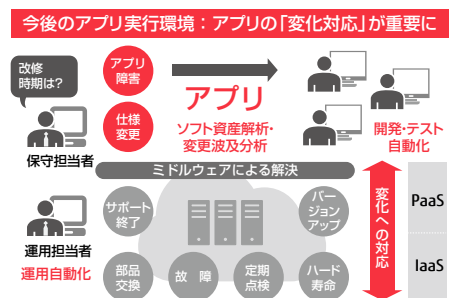 今後のアプリ実行環境：アプリの「変化対応」が重要に
改修
時期は?
アプリ
障害
アプリ
仕様
変更
ソフト資産解析・
変更波及分析
開発・テスト
自動化
保守担当者
ミドルウェアによる解決
サポート
終了
バー
ジョン
アップ
変化への対応
PaaS
運用担当者
運用自動化
部品
交換
故 障
定期
点検
ハード
寿命
IaaS